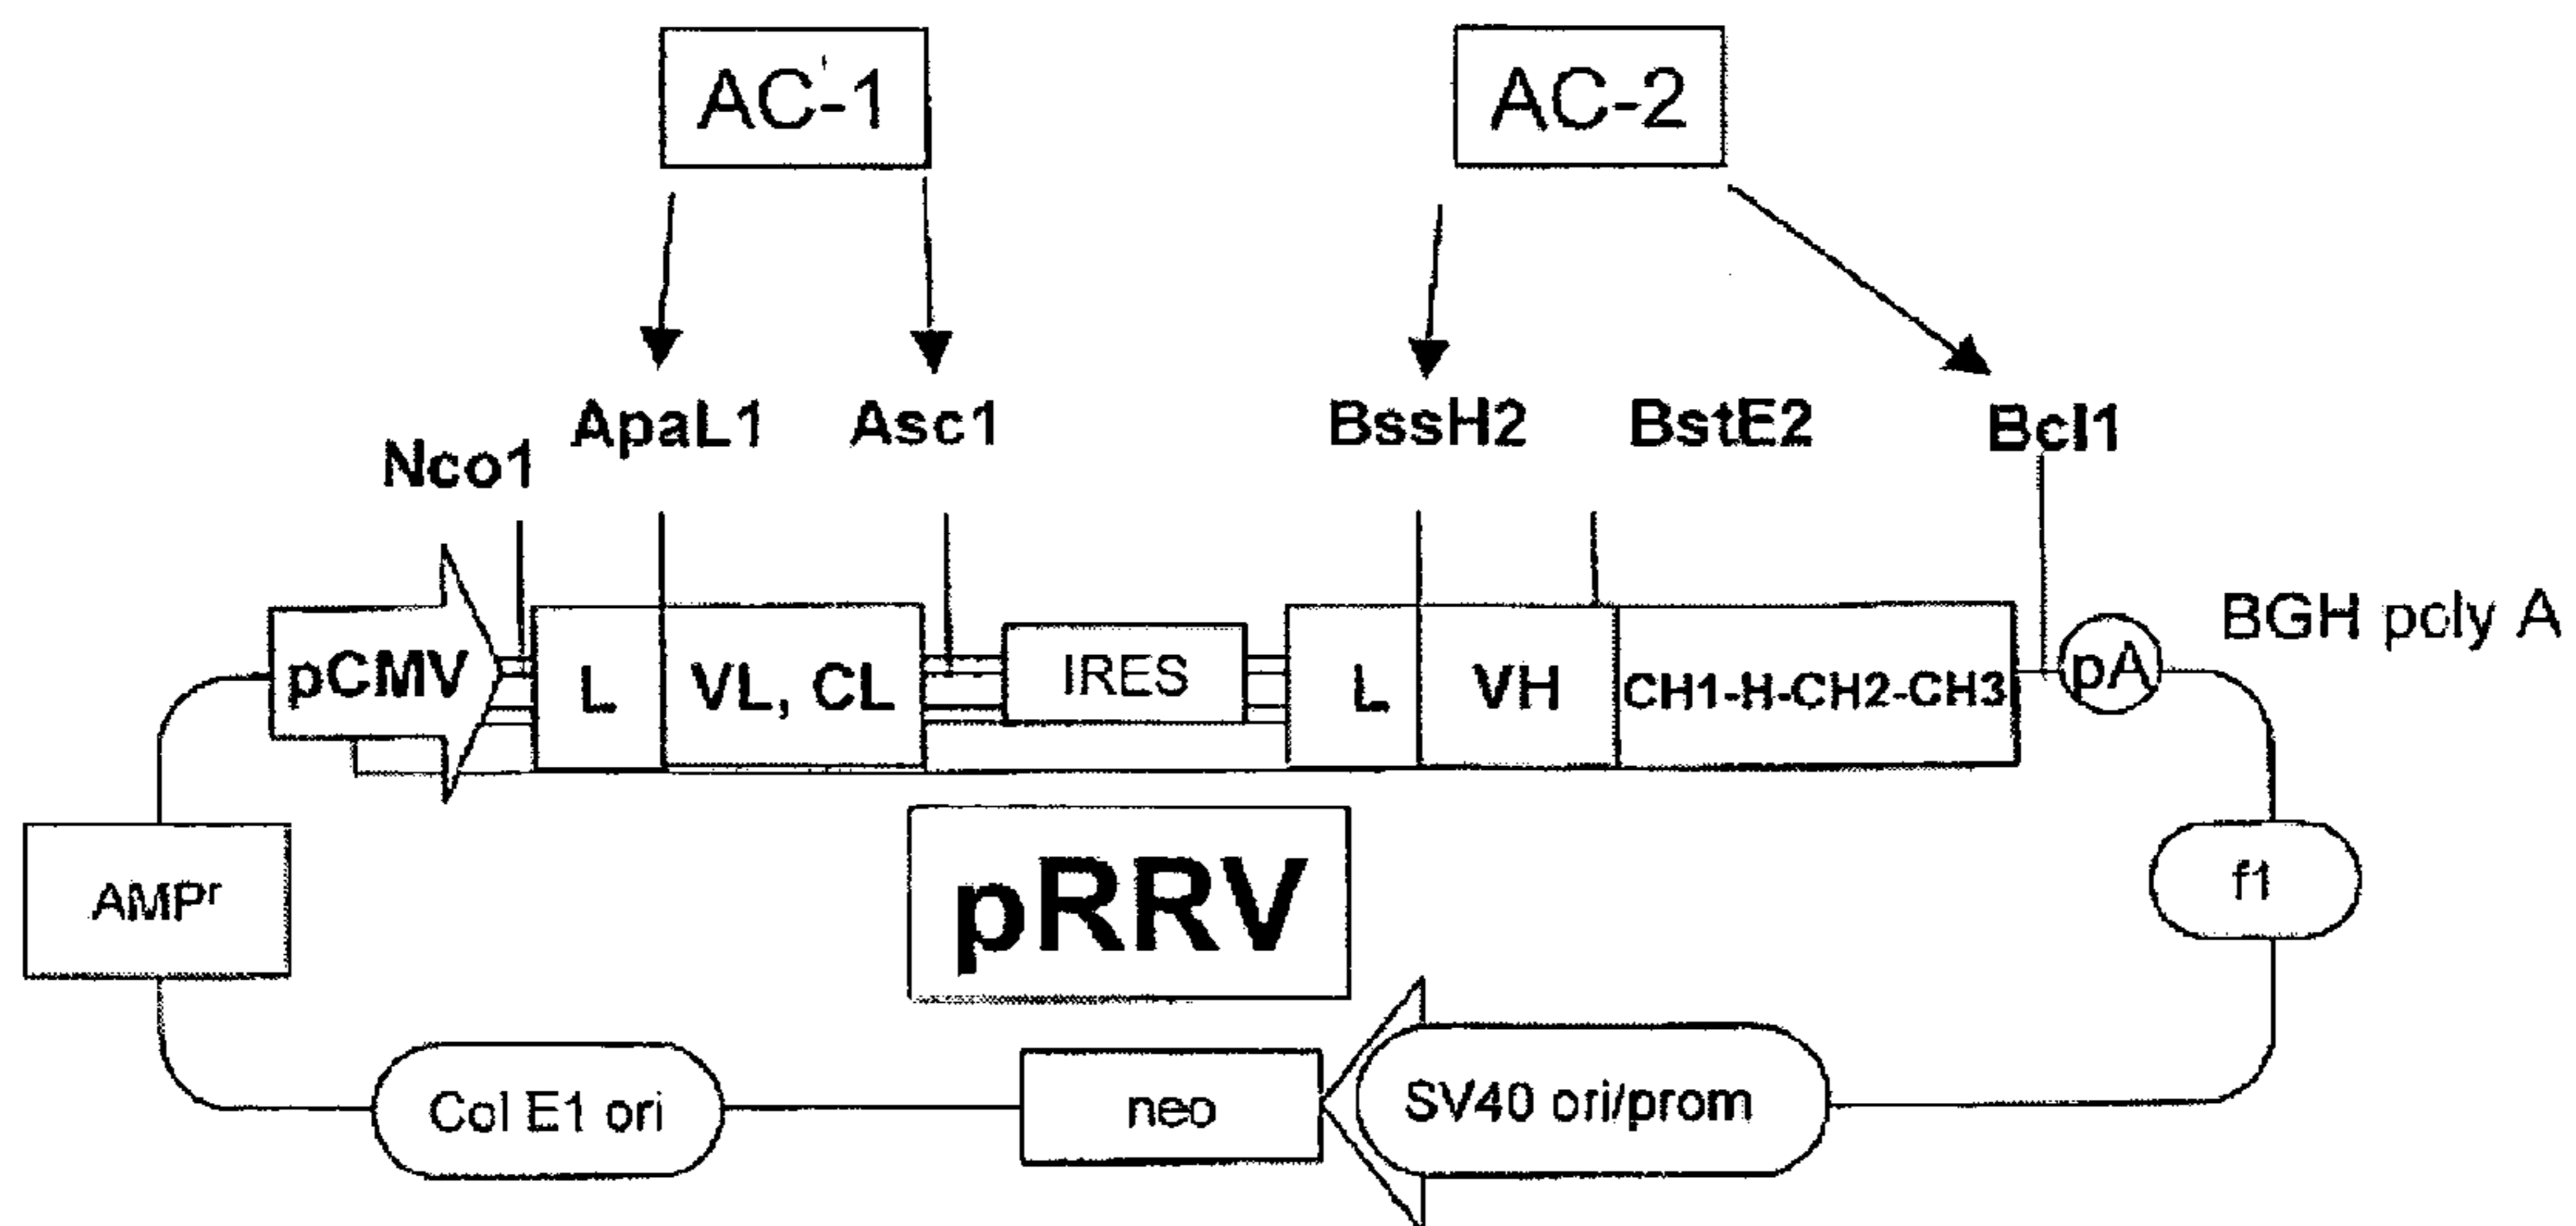 AC-1 AC-2
ApaL1 Asc1 BssH2 BstE2 Bcl1
Nco1
BGH poly A
pCMV L VL, CL IRES L VH CH1-H-CH2-CH3 pA
pRRV
AMPr f1
Col E1 ori neo SV40 ori/prom